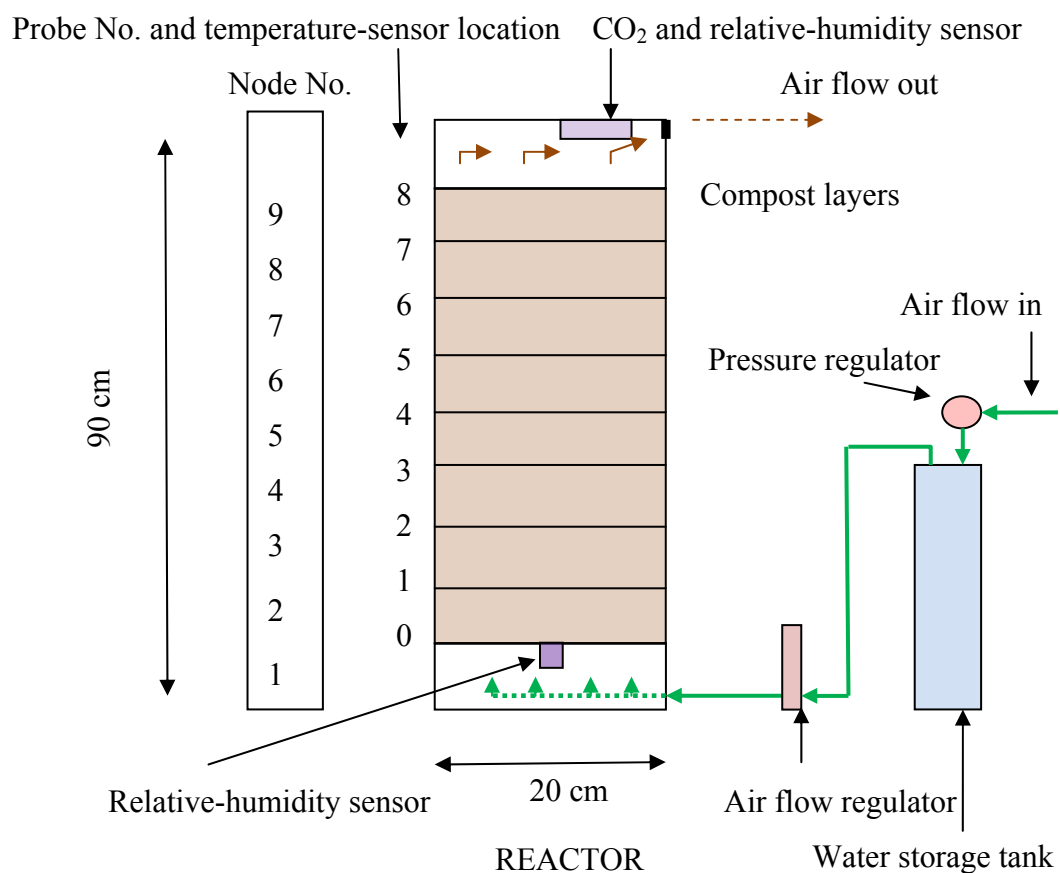 Probe No. and temperature-sensor location
CO₂ and relative-humidity sensor
Node No.
Air flow out
Compost layers
9
8
7
6
5
4
3
2
1
8
7
6
5
4
3
2
1
0
90 cm
Air flow in
Pressure regulator
Relative-humidity sensor
20 cm
Air flow regulator
REACTOR
Water storage tank